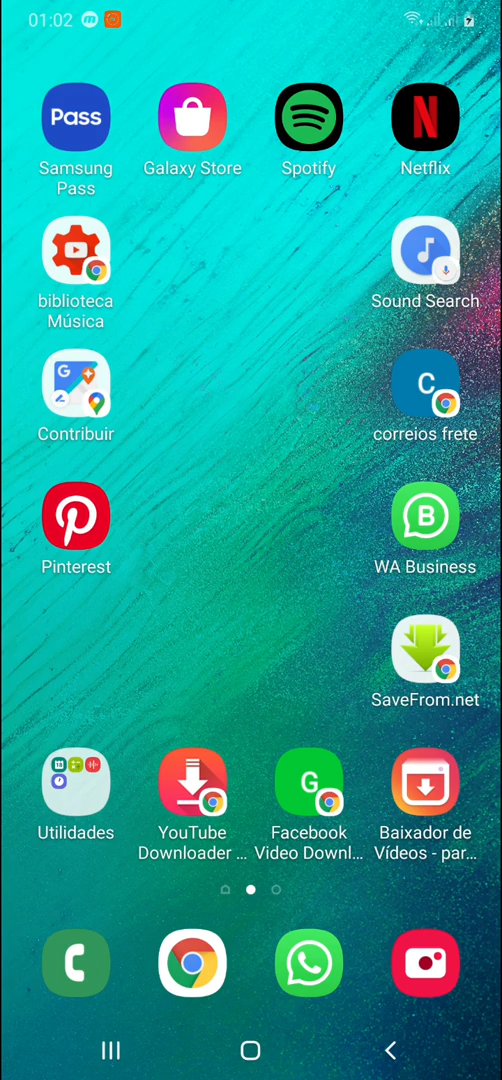 01:02
Pass
Samsung Pass
Galaxy Store
Spotify
Netflix
biblioteca Música
Sound Search
G
Contribuir
C
correios frete
Pinterest
B
WA Business
SaveFrom.net
Utilidades
YouTube Downloader ...
G
Facebook Video Downl...
Baixador de Vídeos - par...